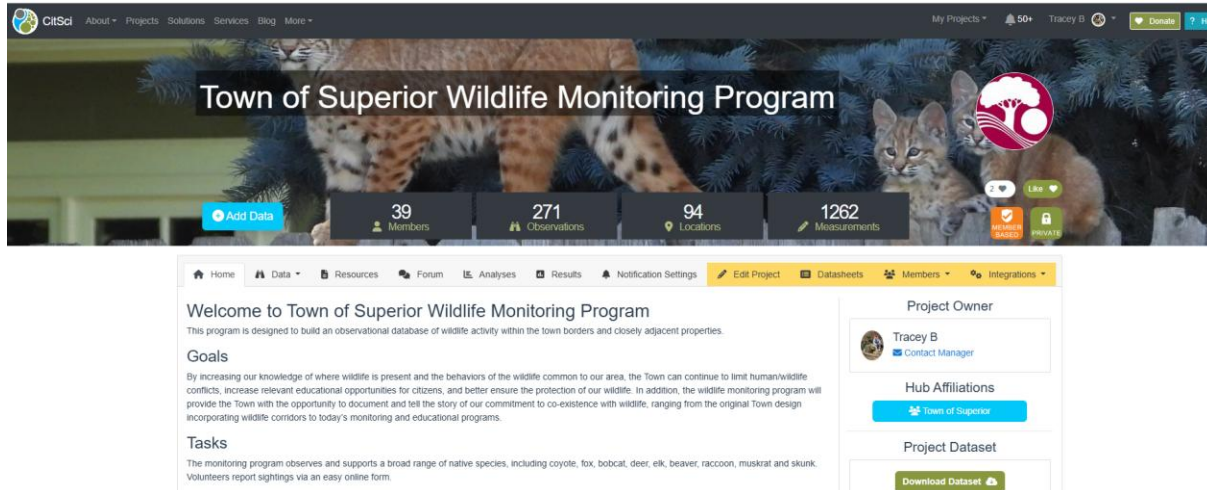 CitSci About Projects Solutions Services Blog More My Projects 50+ Tracey B Donate ?
Town of Superior Wildlife Monitoring Program
2 Like
Add Data
39 271 94 1262
Members Observations Locations Measurements
MEMBER BASED PRIVATE
Home Data Resources Forum Analyses Results Notification Settings Edit Project Datasheets Members Integrations
Welcome to Town of Superior Wildlife Monitoring Program
This program is designed to build an observational database of wildlife activity within the town borders and closely adjacent properties.
Goals
By increasing our knowledge of where wildlife is present and the behaviors of the wildlife common to our area, the Town can continue to limit human/wildlife
conflicts, increase relevant educational opportunities for citizens, and better ensure the protection of our wildlife. In addition, the wildlife monitoring program will
provide the Town with the opportunity to document and tell the story of our commitment to co-existence with wildlife, ranging from the original Town design
incorporating wildlife corridors to today's monitoring and educational programs.
Tasks
The monitoring program observes and supports a broad range of native species, including coyote, fox, bobcat, deer, elk, beaver, raccoon, muskrat and skunk.
Volunteers report sightings via an easy online form.
Project Owner
Tracey B
Contact Manager
Hub Affiliations
Town of Superior
Project Dataset
Download Dataset